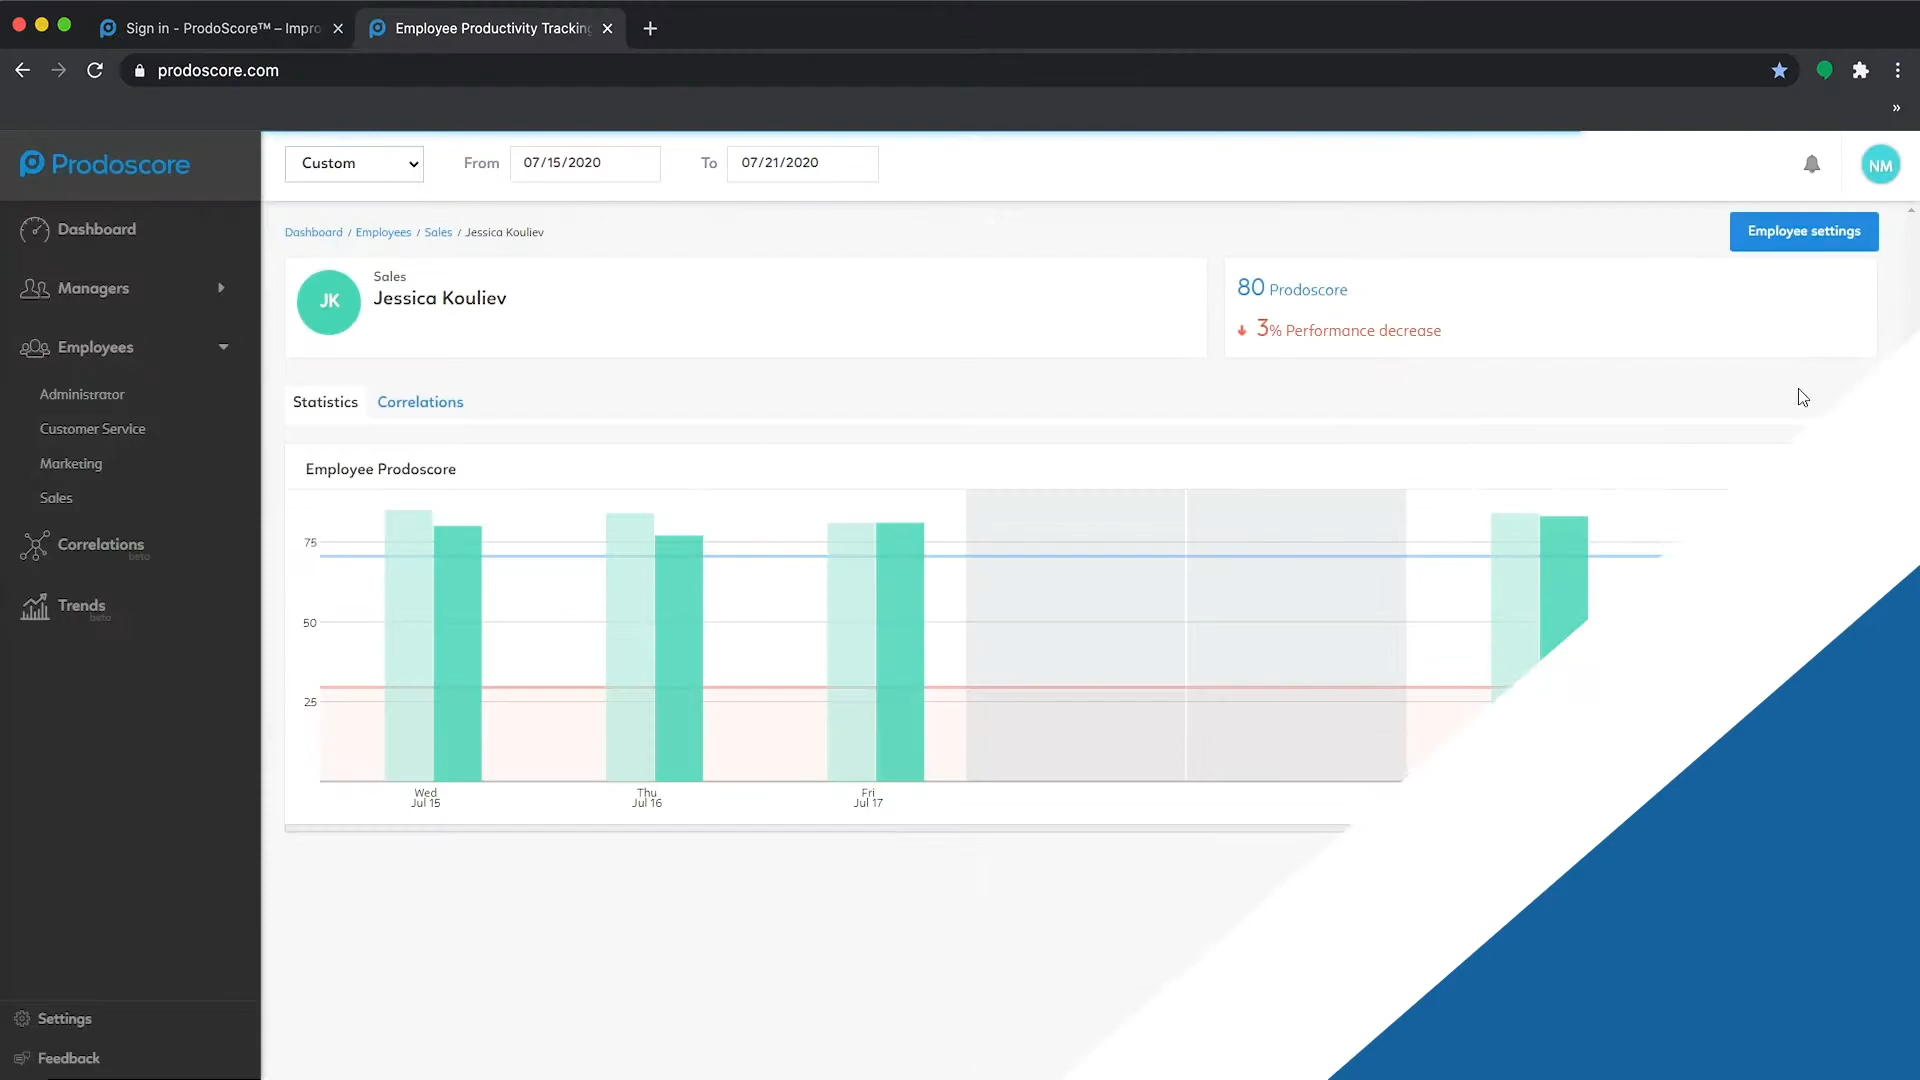 Sign in - ProdoScore™ – Impro
Employee Productivity Tracking
prodoscore.com
»
Prodoscore
Custom
From
07/15/2020
To
07/21/2020
NM
Dashboard
Managers
Employees
Administrator
Customer Service
Marketing
Sales
Correlations
beta
Trends
beta
Settings
Feedback
Dashboard / Employees / Sales / Jessica Kouliev
Employee settings
JK
Sales
Jessica Kouliev
80 Prodoscore
3% Performance decrease
Statistics
Correlations
Employee Prodoscore
75
50
25
Wed
Jul 15
Thu
Jul 16
Fri
Jul 17